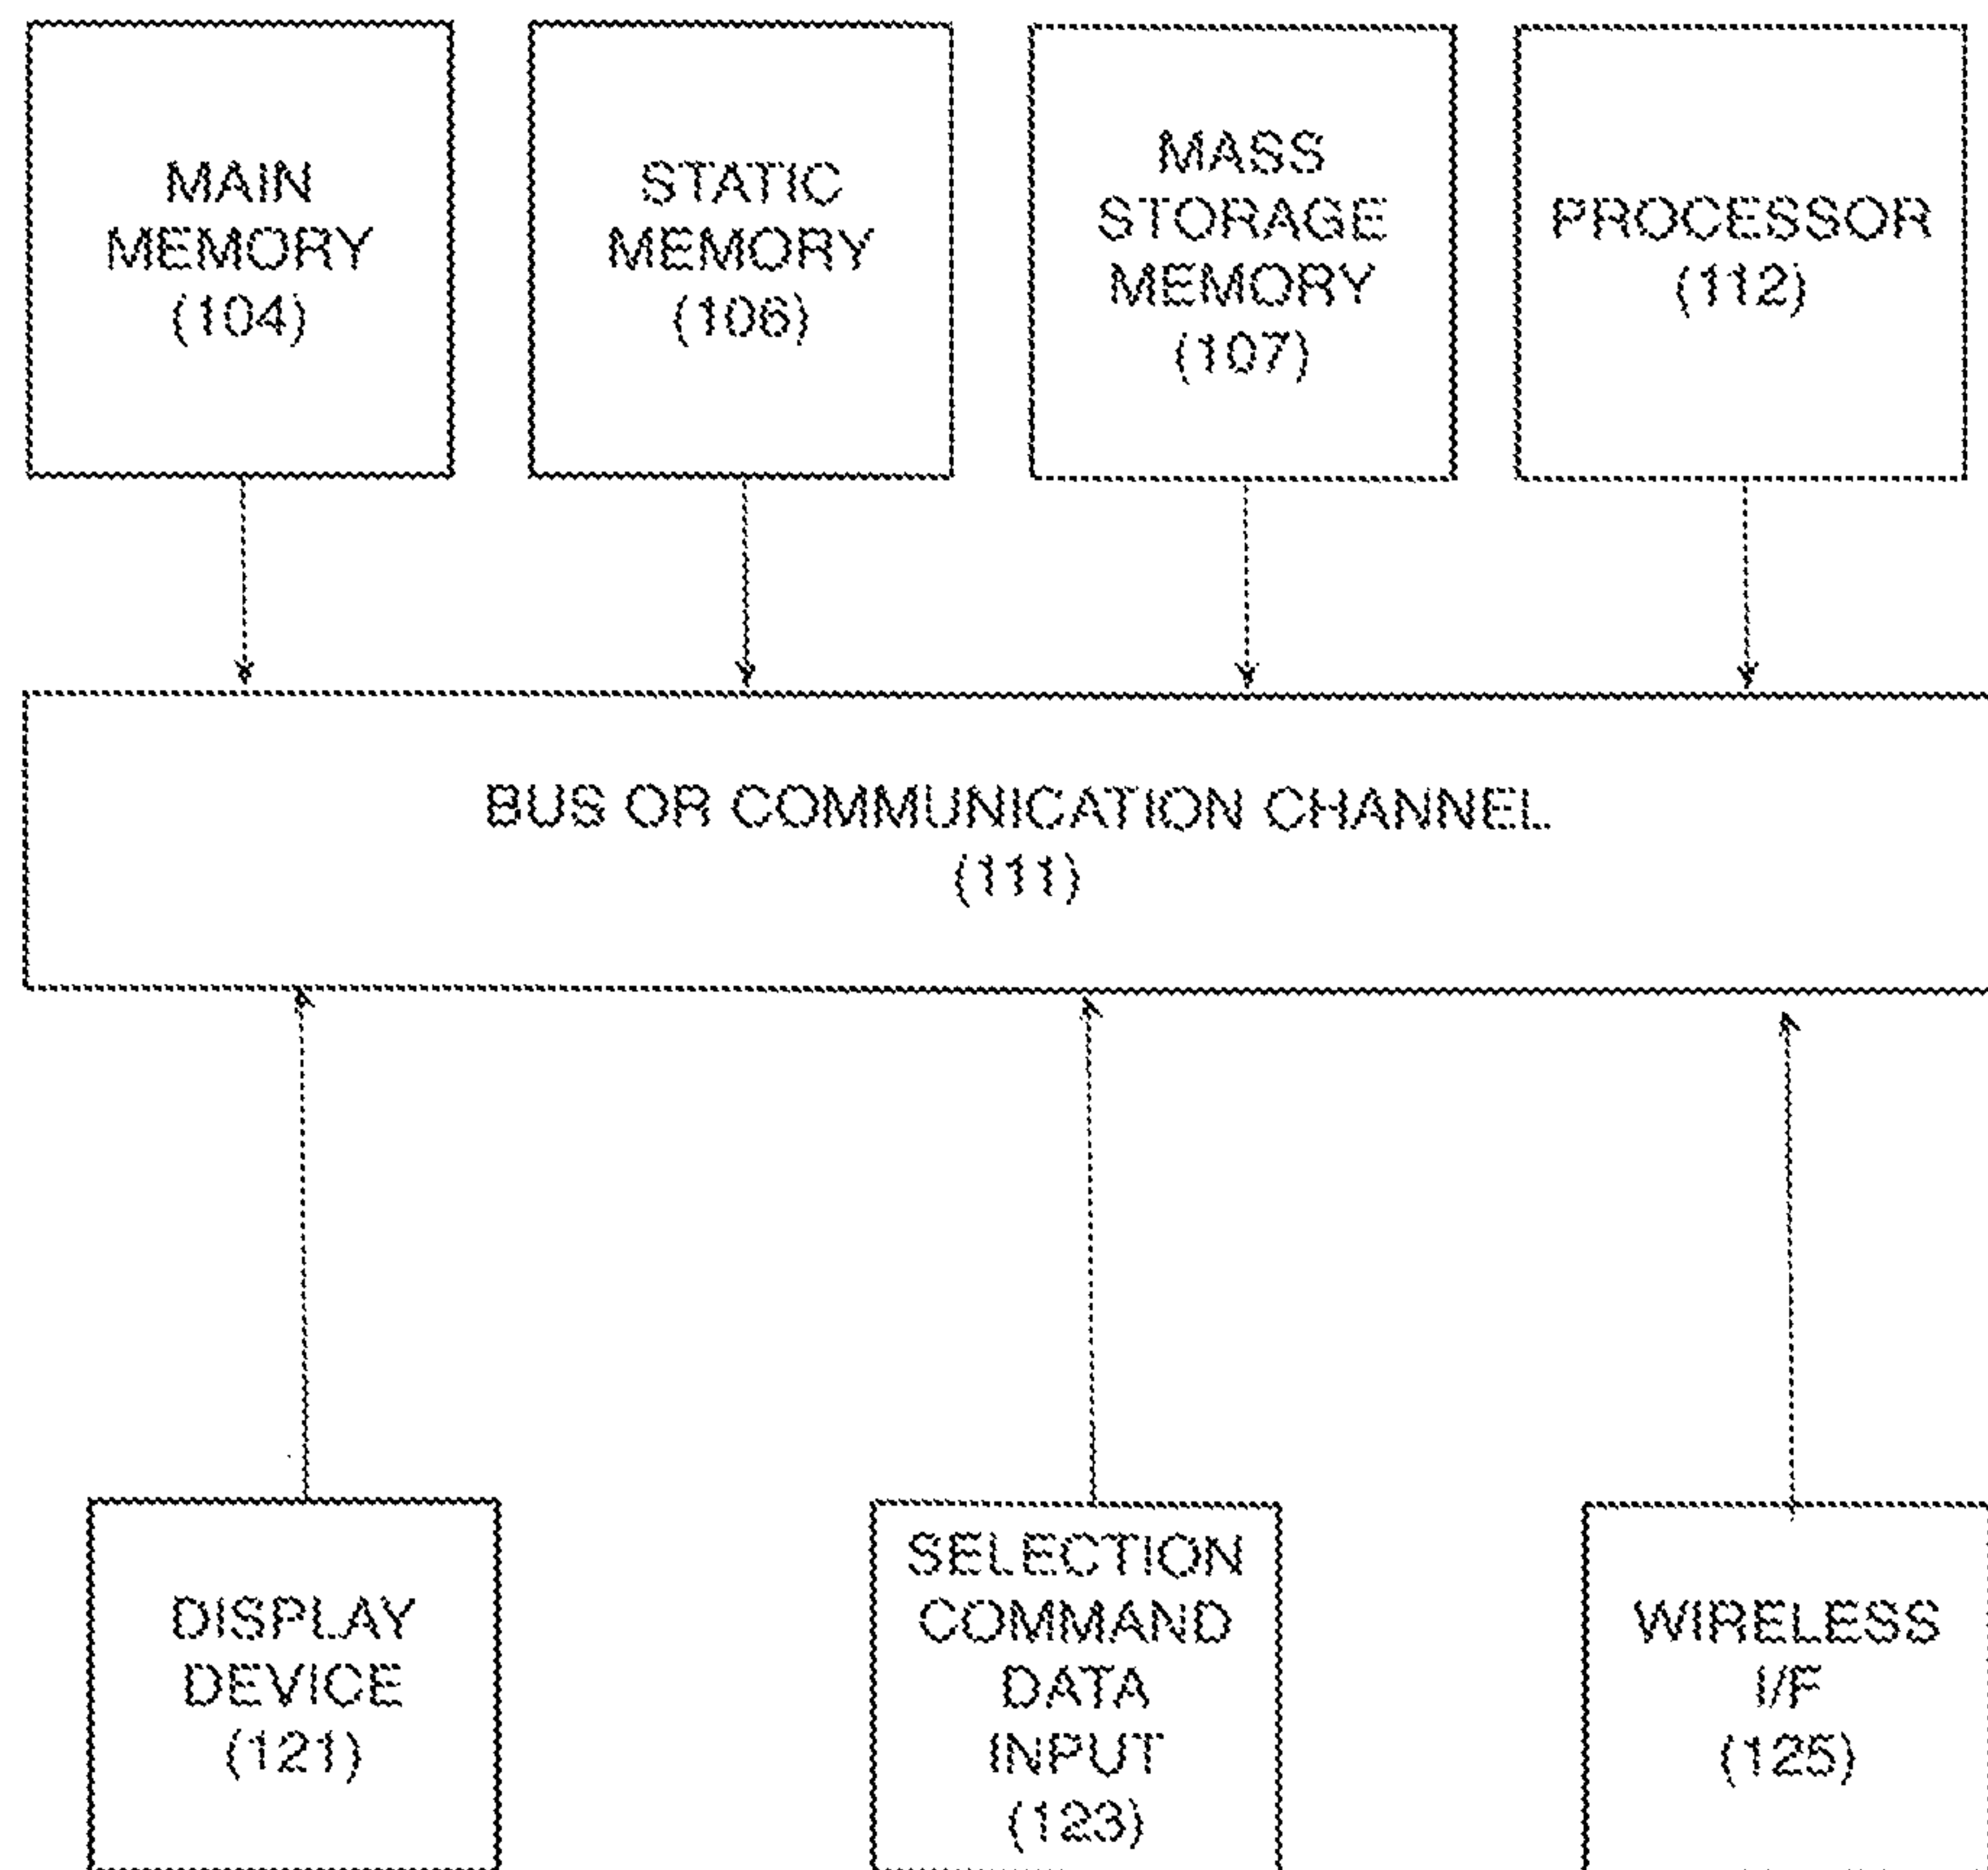 MAIN
MEMORY
(104)
STATIC
MEMORY
(106)
MASS
STORAGE
MEMORY
(107)
PROCESSOR
(112)
BUS OR COMMUNICATION CHANNEL
(111)
DISPLAY
DEVICE
(121)
SELECTION
COMMAND
DATA
INPUT
(123)
WIRELESS
I/F
(125)